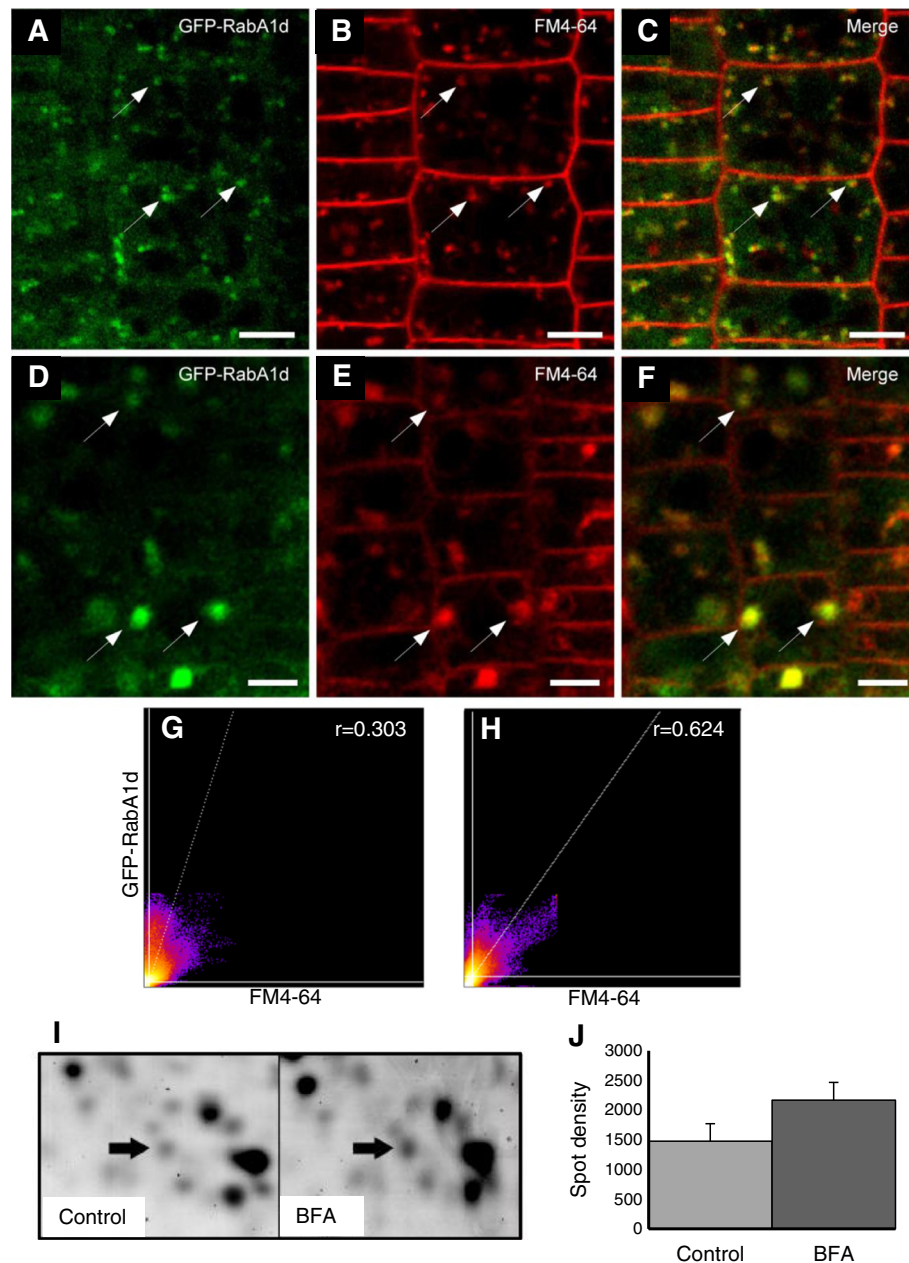 A GFP-RabA1d
B FM4-64
C Merge
D GFP-RabA1d
E FM4-64
F Merge
G r=0.303
GFP-RabA1d
FM4-64
H r=0.624
FM4-64
I
Control
BFA
J
Spot density
3000
2500
2000
1500
1000
500
0
Control
BFA